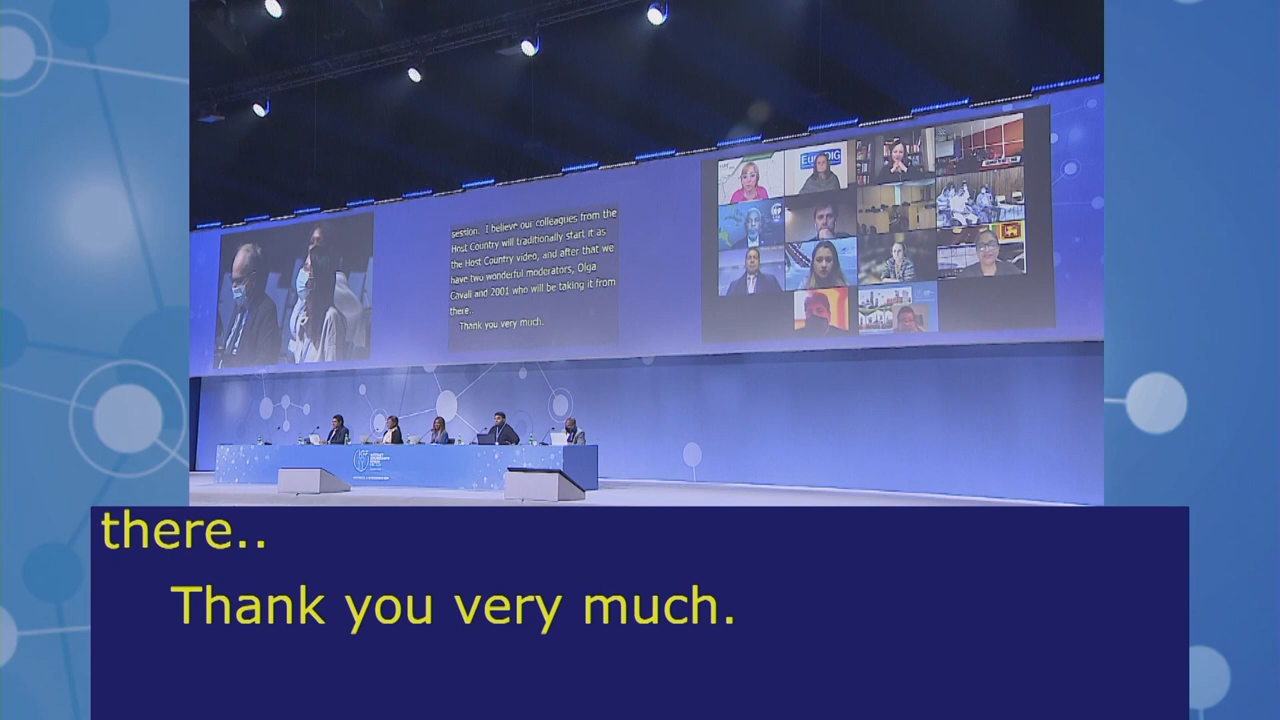 session. I believe our colleagues from the
Host Country will traditionally start it as
the Host Country video, and after that we
have two wonderful moderators, Olga
Cavali and 2001 who will be taking it from
there..
Thank you very much.
there..
Thank you very much.